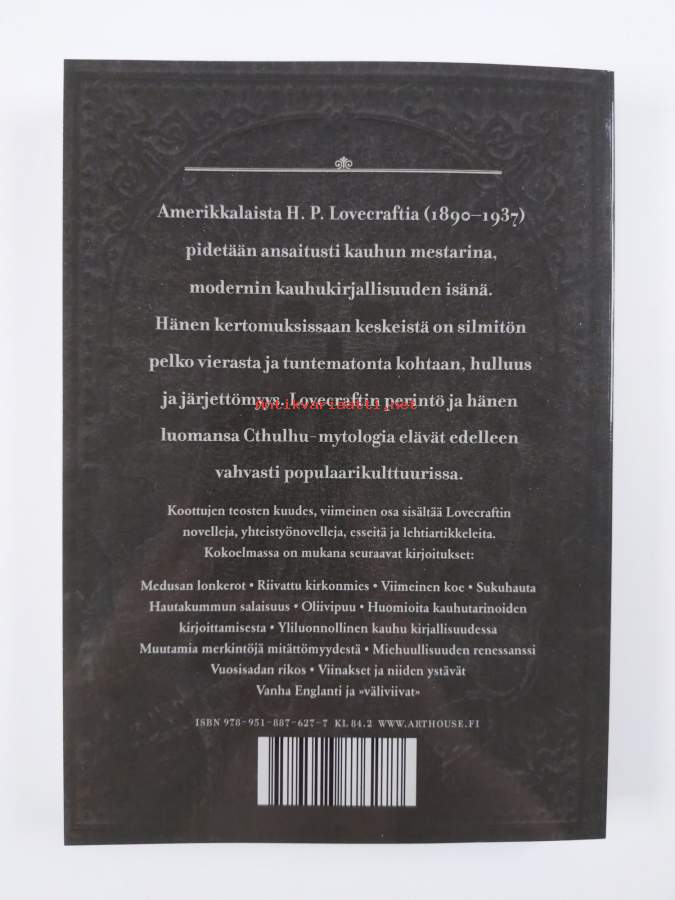 Amerikkalaista H. P. Lovecraftia (1890–1937)
pidetään ansaitusti kauhun mestarina,
modernin kauhukirjallisuuden isänä.
Hänen kertomuksissaan keskeistä on silmitön
pelko vierasta ja tuntematonta kohtaan, hulluus
ja järjettömyys. Lovecraftin perintö ja hänen
Antikvariaatti.net
luomansa Cthulhu-mytologia elävät edelleen
vahvasti populaarikulttuurissa.
Koottujen teosten kuudes, viimeinen osa sisältää Lovecraftin
novelleja, yhteistyönovelleja, esseitä ja lehtiartikkeleita.
Kokoelmassa on mukana seuraavat kirjoitukset:
Medusan lonkerot • Riivattu kirkonmies • Viimeinen koe • Sukuhauta
Hautakummun salaisuus • Oliivipuu • Huomioita kauhutarinoiden
kirjoittamisesta • Yliluonnollinen kauhu kirjallisuudessa
Muutamia merkintöjä mitättömyydestä • Miehuullisuuden renessanssi
Vuosisadan rikos • Viinakset ja niiden ystävät
Vanha Englanti ja »väliviivat»
ISBN 978-951-887-627-7 KL 84.2 WWW.ARTHOUSE.FI